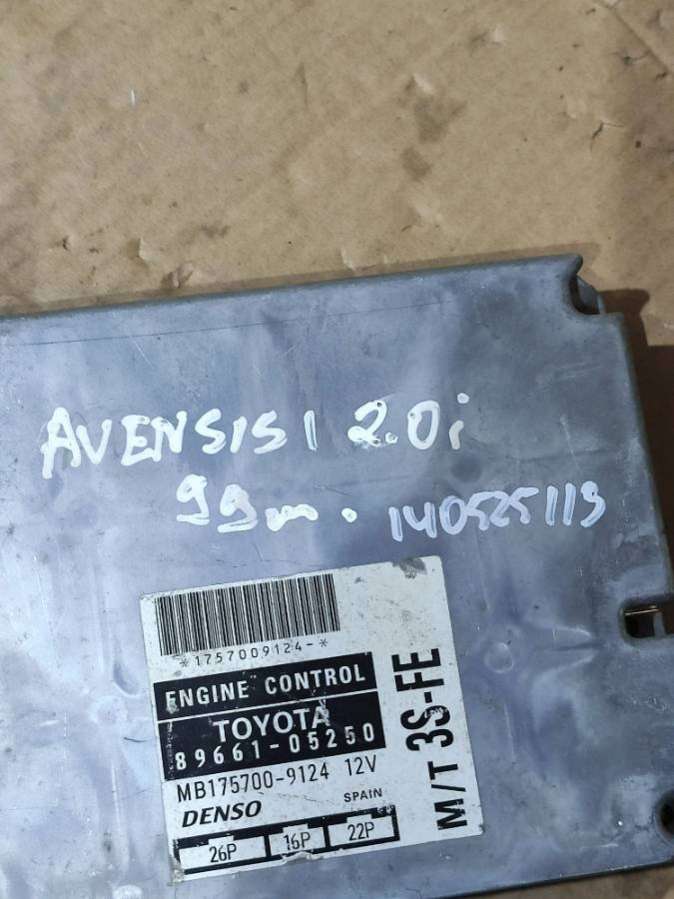 AVENSIS I 2.0i
99m. 140525119
*1757009124-*
ENGINE CONTROL
TOYOTA
89661-05250
MB175700-9124 12V
DENSO SPAIN
26P 16P 22P
M/T 3S-FE